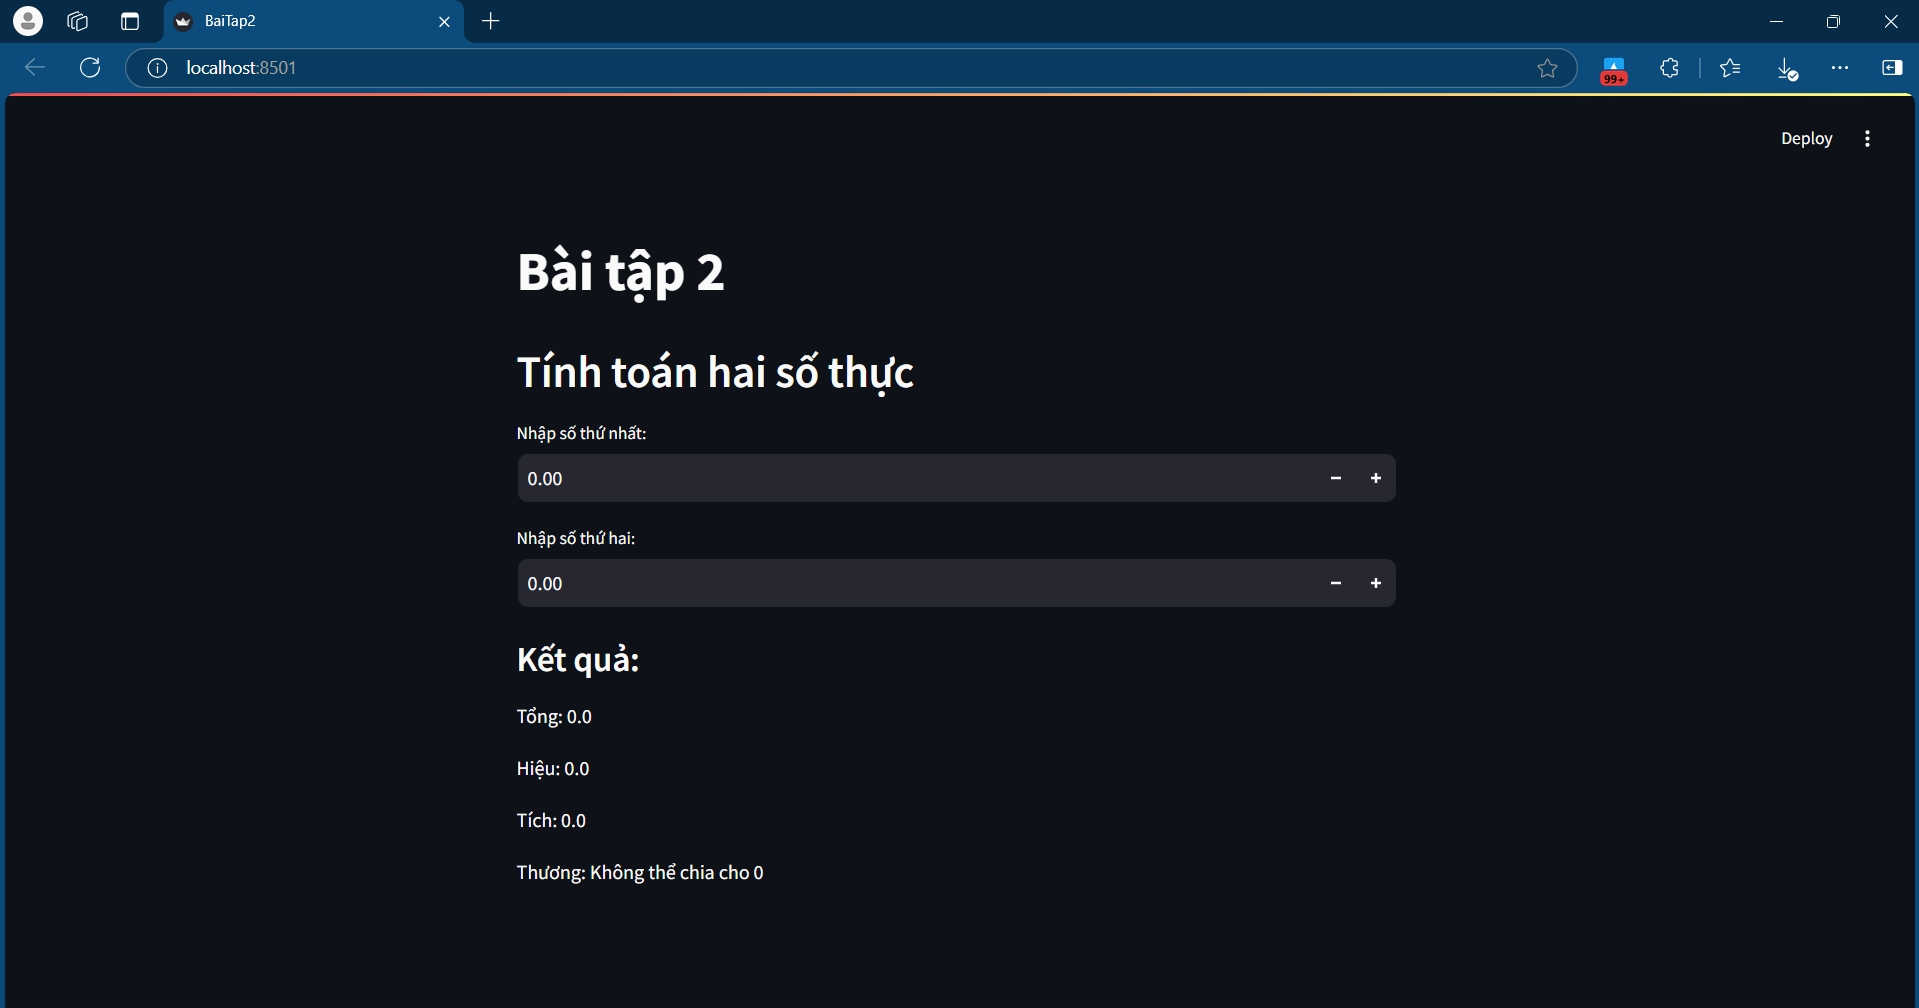 BaiTap2
localhost:8501
99+
Deploy
Bài tập 2
Tính toán hai số thực
Nhập số thứ nhất:
0.00
Nhập số thứ hai:
0.00
Kết quả:
Tổng: 0.0
Hiệu: 0.0
Tích: 0.0
Thương: Không thể chia cho 0